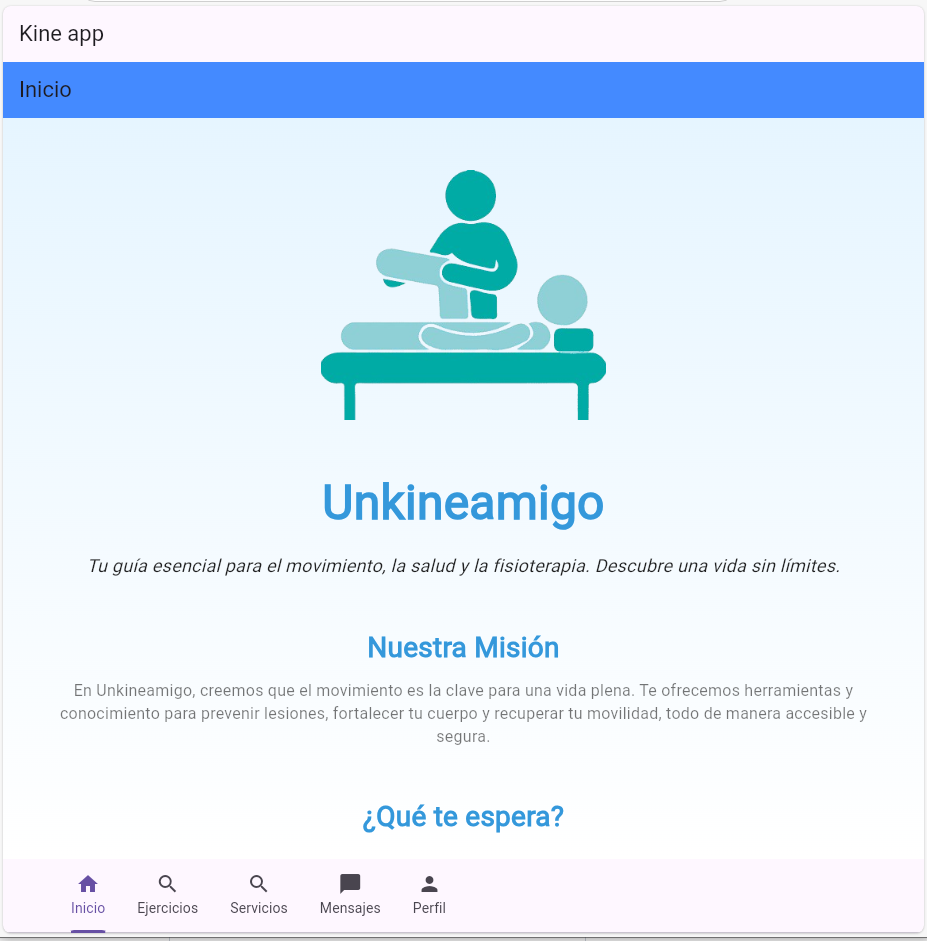 Kine app
Inicio
Unkineamigo
Tu guía esencial para el movimiento, la salud y la fisioterapia. Descubre una vida sin límites.
Nuestra Misión
En Unkineamigo, creemos que el movimiento es la clave para una vida plena. Te ofrecemos herramientas y
conocimiento para prevenir lesiones, fortalecer tu cuerpo y recuperar tu movilidad, todo de manera accesible y
segura.
¿Qué te espera?
Inicio
Ejercicios
Servicios
Mensajes
Perfil